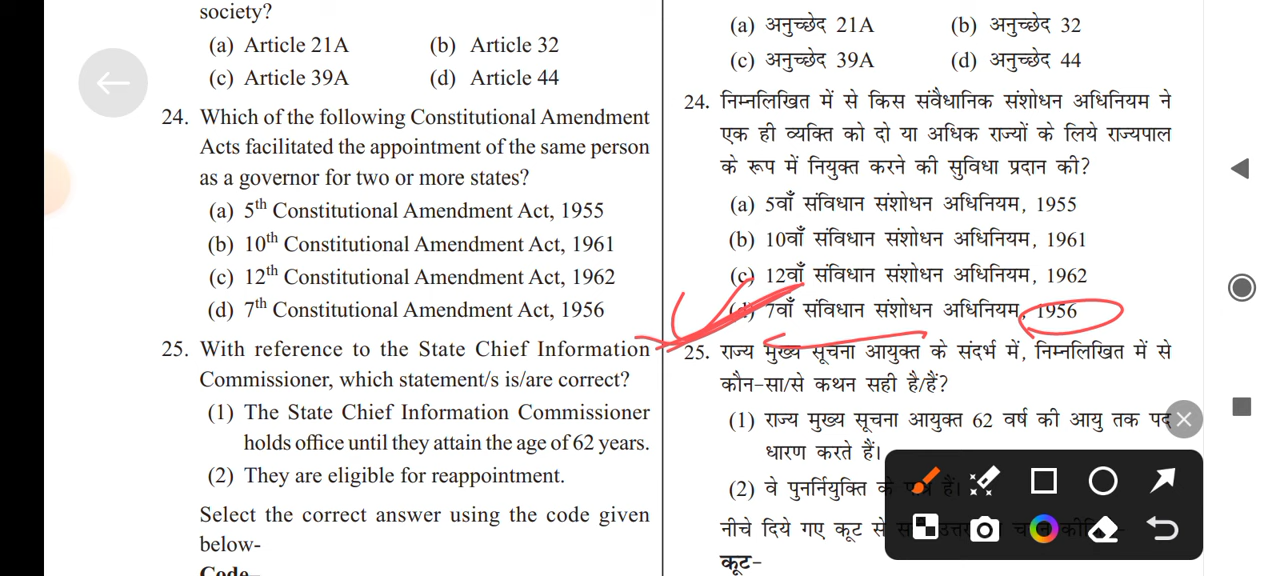 society?
(a) Article 21A (b) Article 32
(c) Article 39A (d) Article 44
24. Which of the following Constitutional Amendment
Acts facilitated the appointment of the same person
as a governor for two or more states?
(a) 5th Constitutional Amendment Act, 1955
(b) 10th Constitutional Amendment Act, 1961
(c) 12th Constitutional Amendment Act, 1962
(d) 7th Constitutional Amendment Act, 1956
25. With reference to the State Chief Information
Commissioner, which statement/s is/are correct?
(1) The State Chief Information Commissioner
holds office until they attain the age of 62 years.
(2) They are eligible for reappointment.
Select the correct answer using the code given
below-
Code–
(a) अनुच्छेद 21A (b) अनुच्छेद 32
(c) अनुच्छेद 39A (d) अनुच्छेद 44
24. निम्नलिखित में से किस संवैधानिक संशोधन अधिनियम ने
एक ही व्यक्ति को दो या अधिक राज्यों के लिये राज्यपाल
के रूप में नियुक्त करने की सुविधा प्रदान की?
(a) 5वाँ संविधान संशोधन अधिनियम, 1955
(b) 10वाँ संविधान संशोधन अधिनियम, 1961
(c) 12वाँ संविधान संशोधन अधिनियम, 1962
(d) 7वाँ संविधान संशोधन अधिनियम, 1956
25. राज्य मुख्य सूचना आयुक्त के संदर्भ में, निम्नलिखित में से
कौन-सा/से कथन सही है/हैं?
(1) राज्य मुख्य सूचना आयुक्त 62 वर्ष की आयु तक पद
धारण करते हैं।
(2) वे पुनर्नियुक्ति के हैं।
नीचे दिये गए कूट से
कूट–